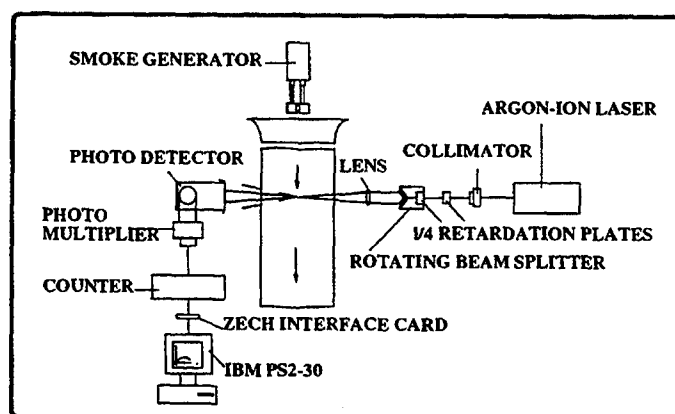 SMOKE GENERATOR
ARGON-ION LASER
COLLIMATOR
LENS
PHOTO DETECTOR
PHOTO
MULTIPLIER
1/4 RETARDATION PLATES
ROTATING BEAM SPLITTER
COUNTER
ZECH INTERFACE CARD
IBM PS2-30